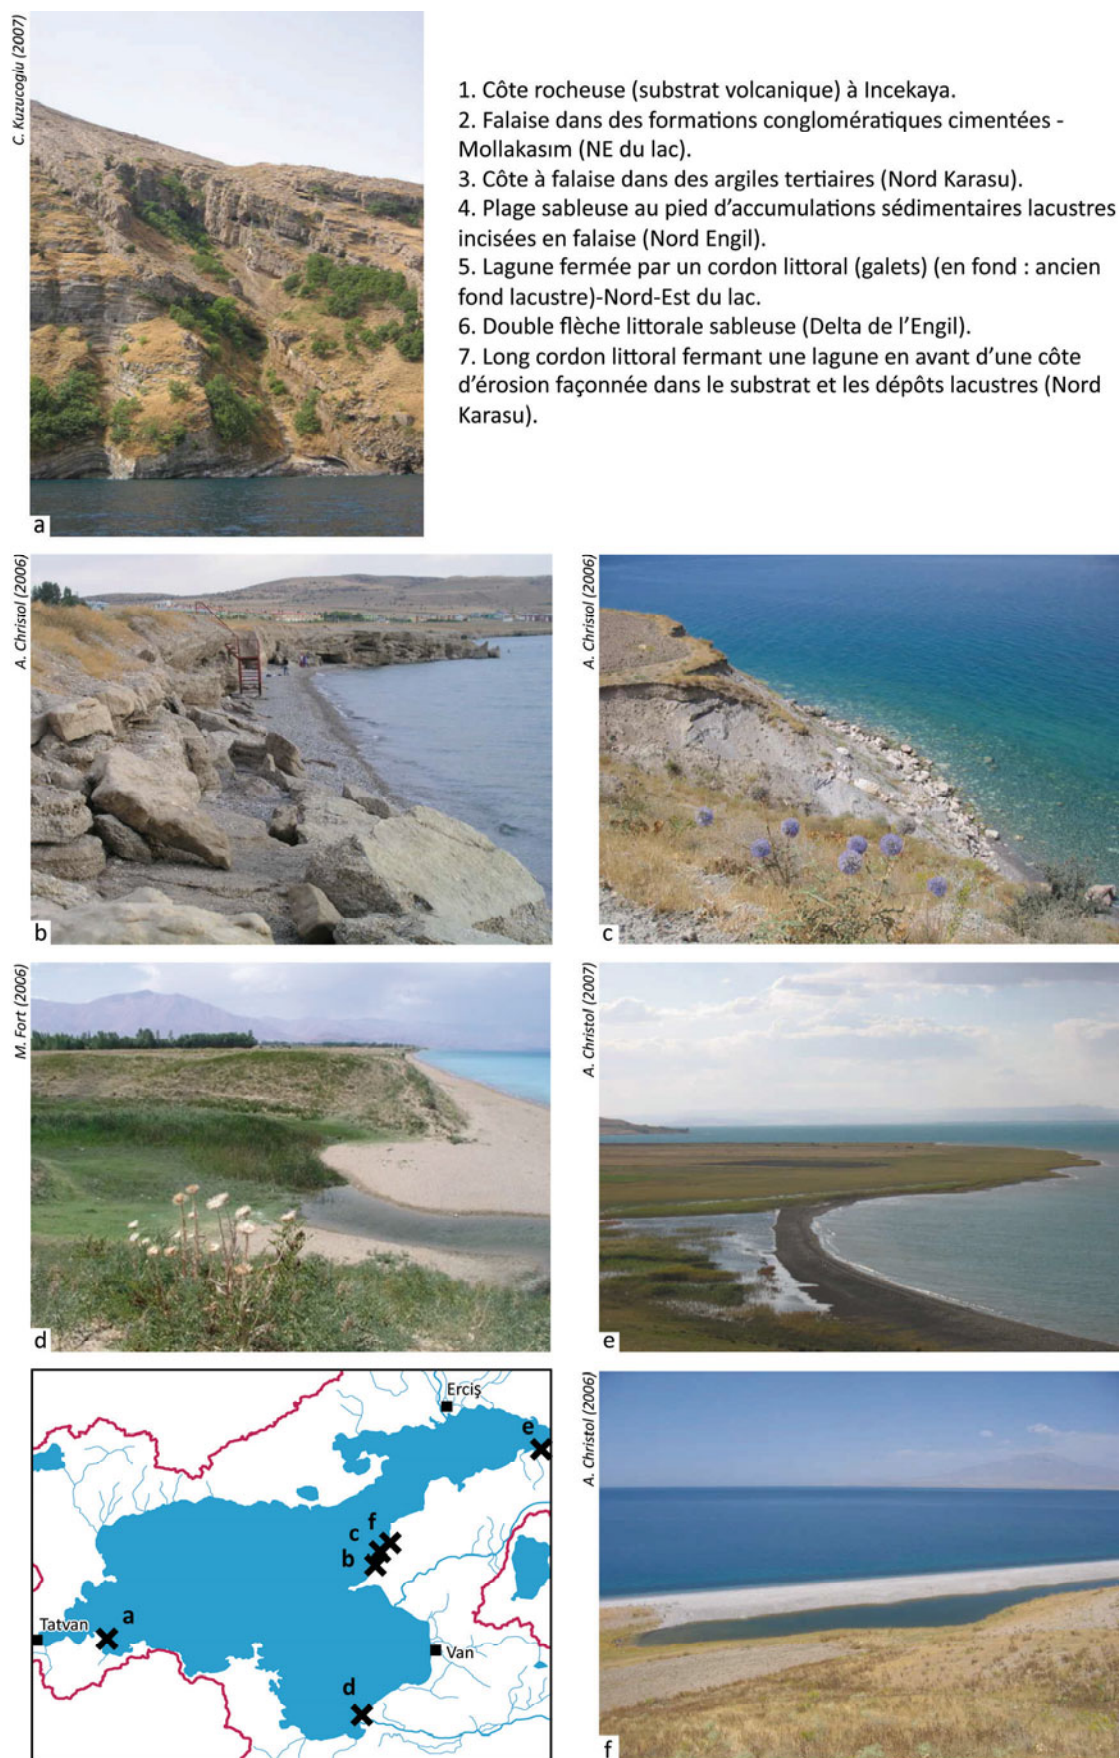 C. Kuzucogiu (2007)
1. Côte rocheuse (substrat volcanique) à Incekaya.
2. Falaise dans des formations conglomératiques cimentées -
Mollakasım (NE du lac).
3. Côte à falaise dans des argiles tertiaires (Nord Karasu).
4. Plage sableuse au pied d'accumulations sédimentaires lacustres
incisées en falaise (Nord Engil).
5. Lagune fermée par un cordon littoral (galets) (en fond : ancien
fond lacustre)-Nord-Est du lac.
6. Double flèche littorale sableuse (Delta de l'Engil).
7. Long cordon littoral fermant une lagune en avant d'une côte
d'érosion façonnée dans le substrat et les dépôts lacustres (Nord
Karasu).
a
A. Christol (2006)
b
A. Christol (2006)
c
M. Fort (2006)
d
A. Christol (2007)
e
Erciş
e
f
c
b
Tatvan
a
Van
d
A. Christol (2006)
f